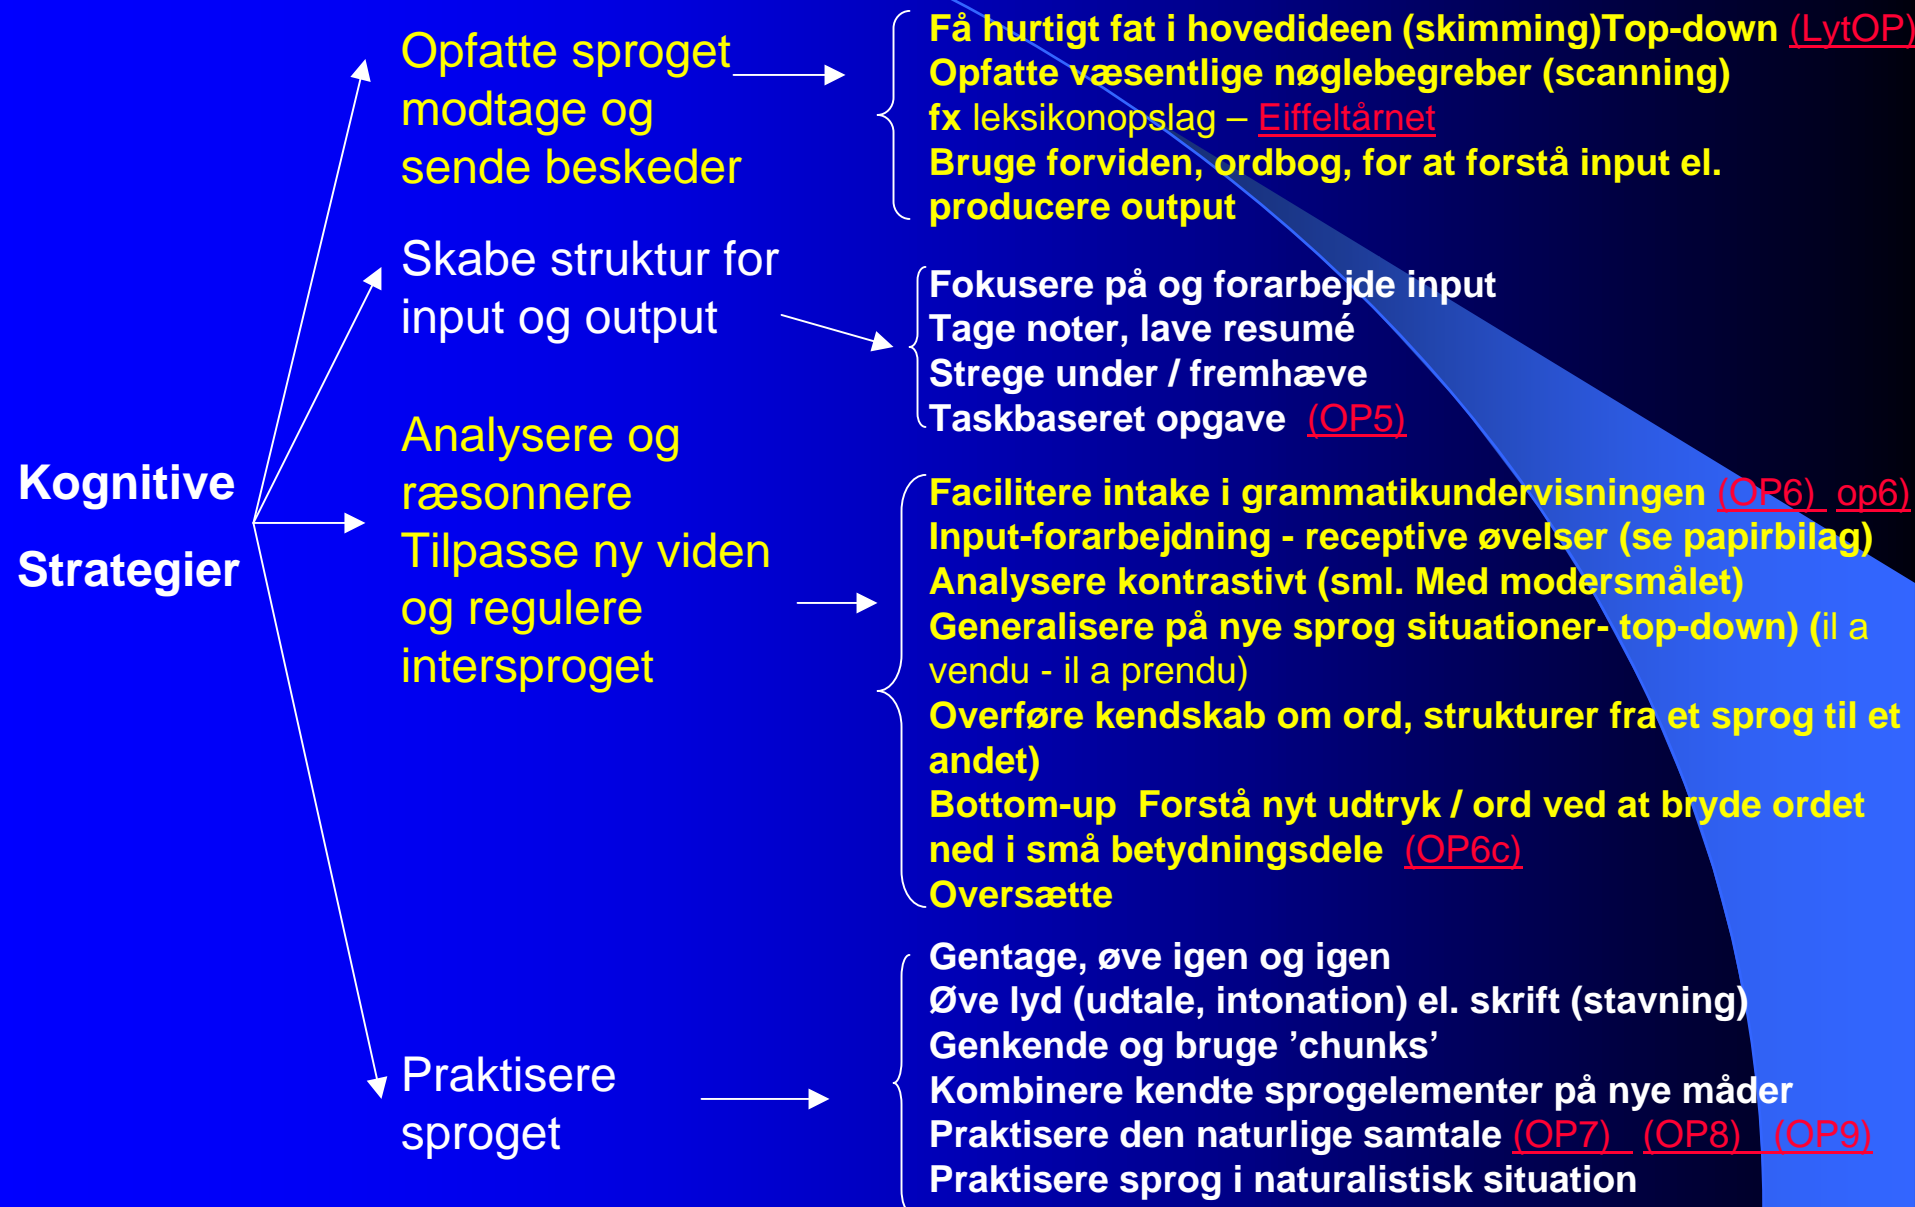 Kognitive
Strategier
Opfatte sproget
modtage og
sende beskeder
Få hurtigt fat i hovedideen (skimming)Top-down (LytOP)
Opfatte væsentlige nøglebegreber (scanning)
fx leksikonopslag – Eiffeltårnet
Bruge forviden, ordbog, for at forstå input el.
producere output
Skabe struktur for
input og output
Fokusere på og forarbejde input
Tage noter, lave resumé
Strege under / fremhæve
Taskbaseret opgave (OP5)
Analysere og
ræsonnere
Tilpasse ny viden
og regulere
intersproget
Facilitere intake i grammatikundervisningen (OP6) op6)
Input-forarbejdning - receptive øvelser (se papirbilag)
Analysere kontrastivt (sml. Med modersmålet)
Generalisere på nye sprog situationer- top-down) (il a
vendu - il a prendu)
Overføre kendskab om ord, strukturer fra et sprog til et
andet)
Bottom-up Forstå nyt udtryk / ord ved at bryde ordet
ned i små betydningsdele (OP6c)
Oversætte
Praktisere
sproget
Gentage, øve igen og igen
Øve lyd (udtale, intonation) el. skrift (stavning)
Genkende og bruge ’chunks’
Kombinere kendte sprogelementer på nye måder
Praktisere den naturlige samtale (OP7) (OP8) (OP9)
Praktisere sprog i naturalistisk situation